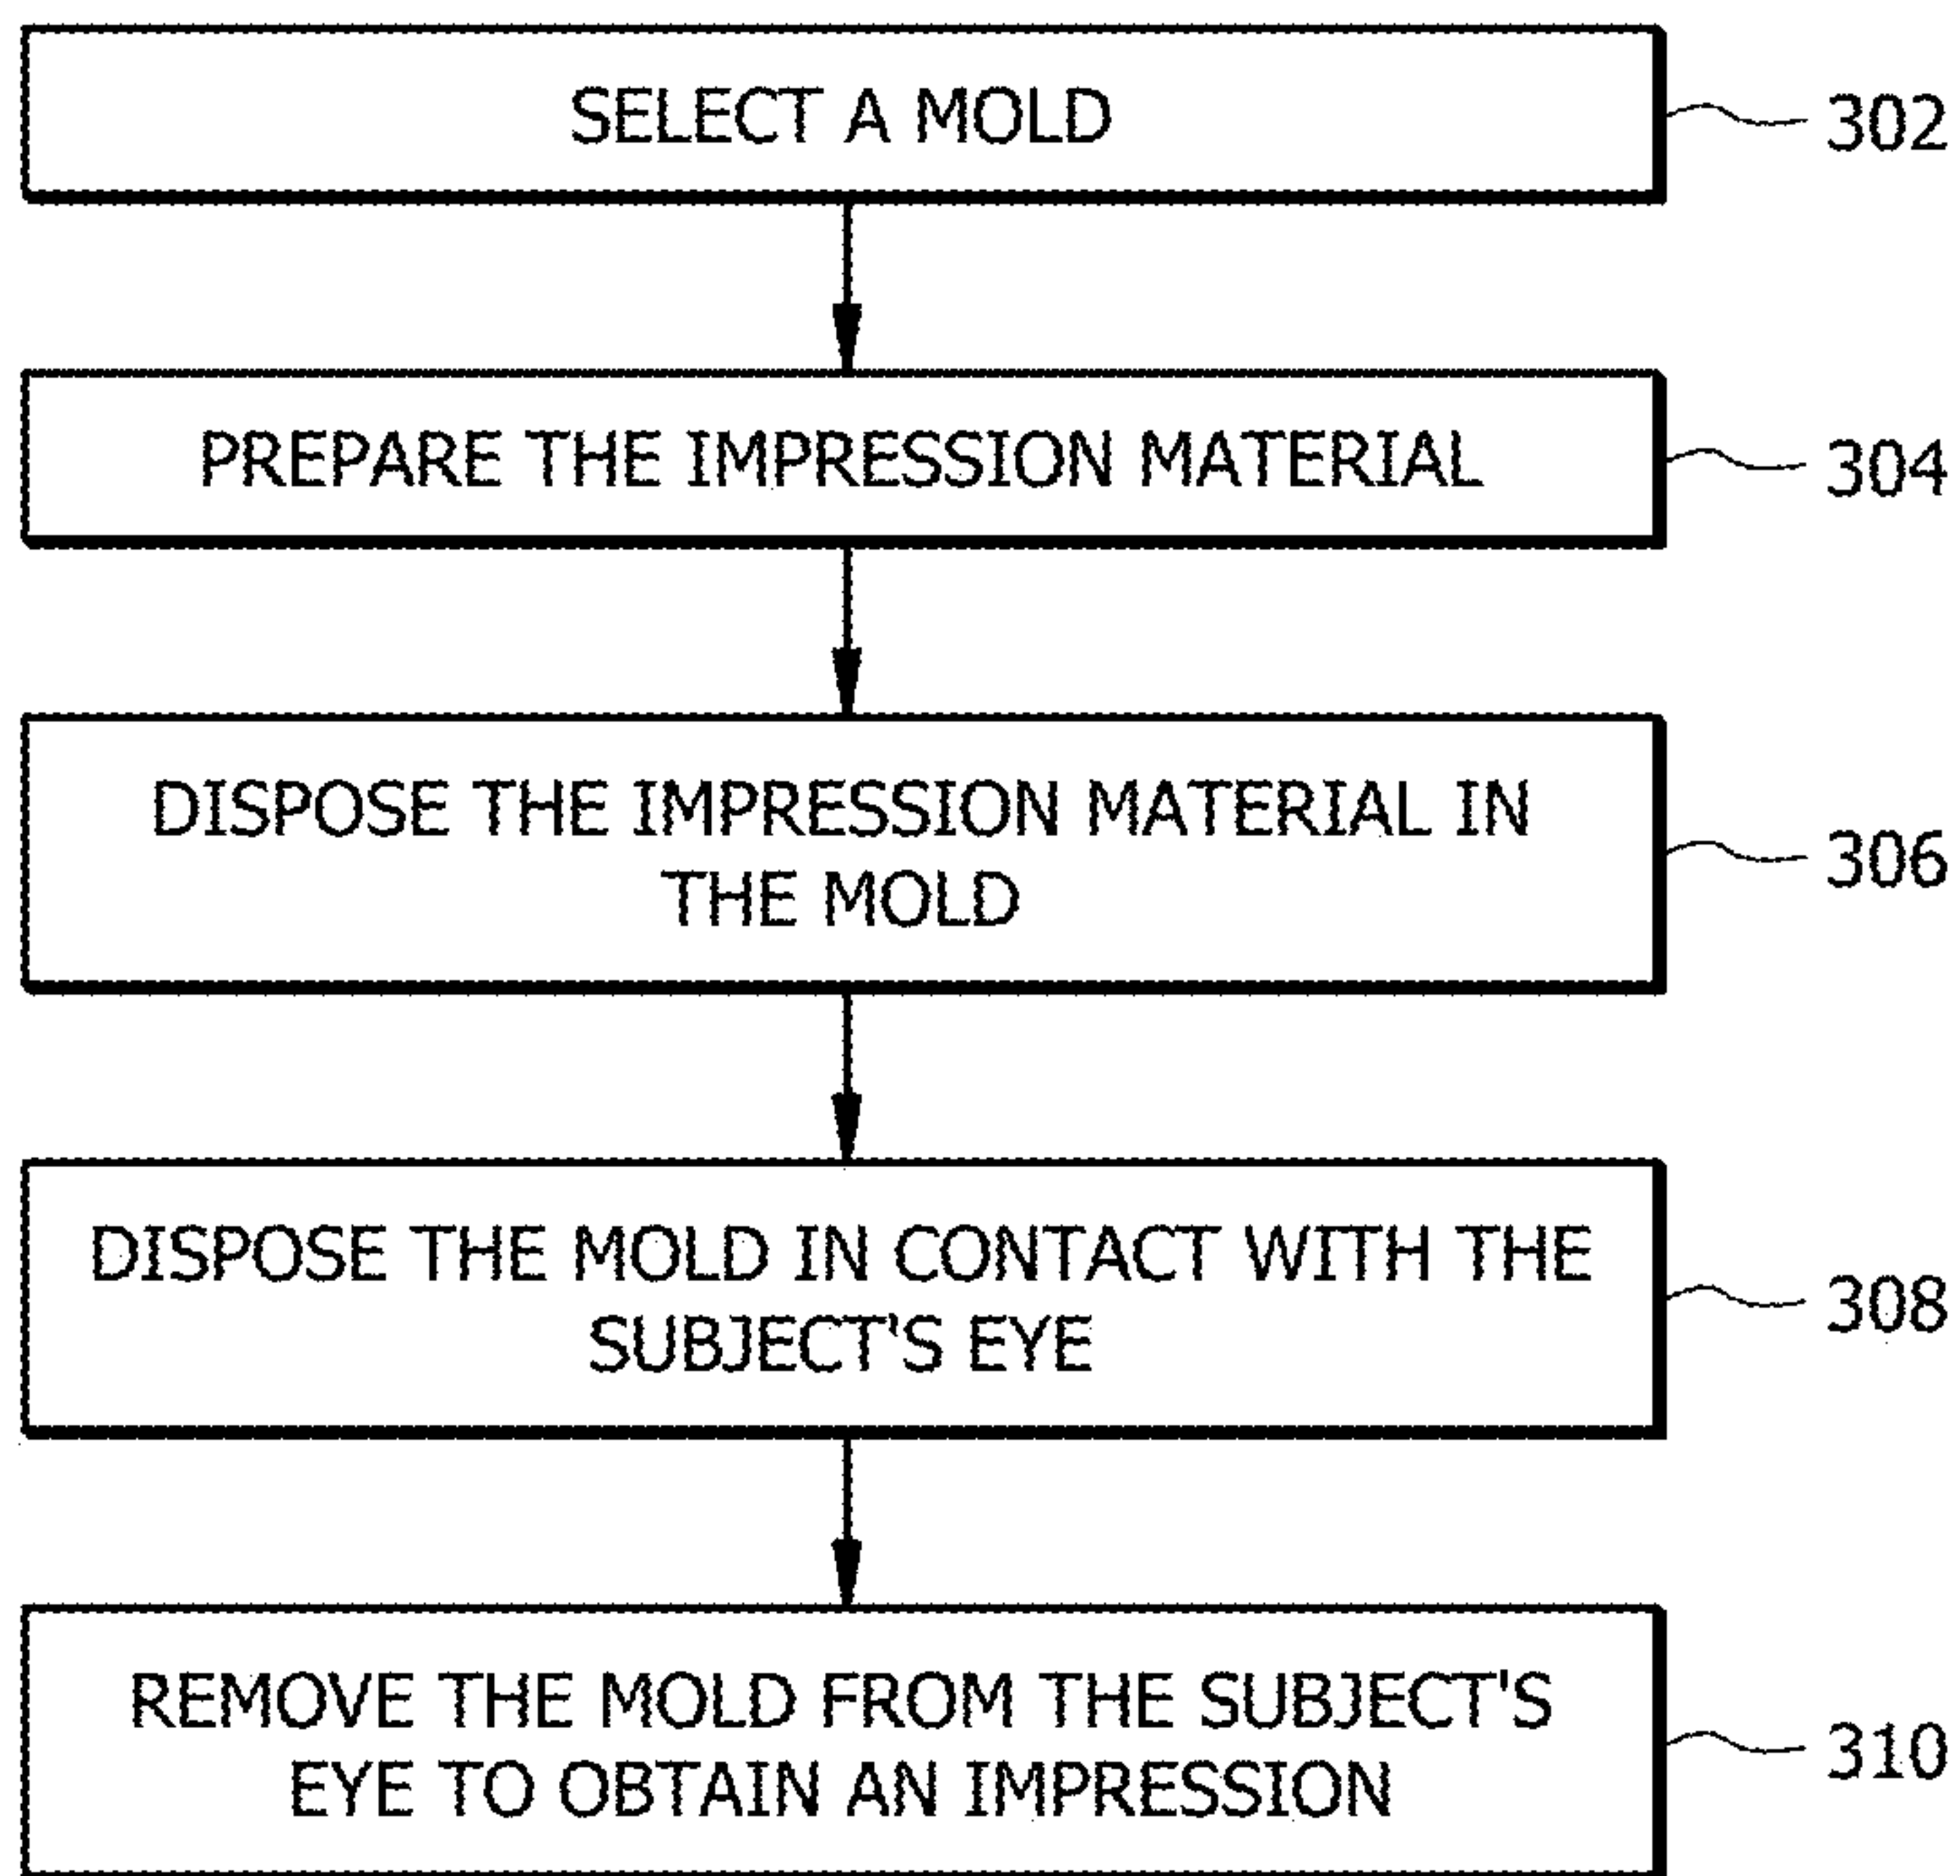 SELECT A MOLD
302
PREPARE THE IMPRESSION MATERIAL
304
DISPOSE THE IMPRESSION MATERIAL IN
THE MOLD
306
DISPOSE THE MOLD IN CONTACT WITH THE
SUBJECT'S EYE
308
REMOVE THE MOLD FROM THE SUBJECT'S
EYE TO OBTAIN AN IMPRESSION
310